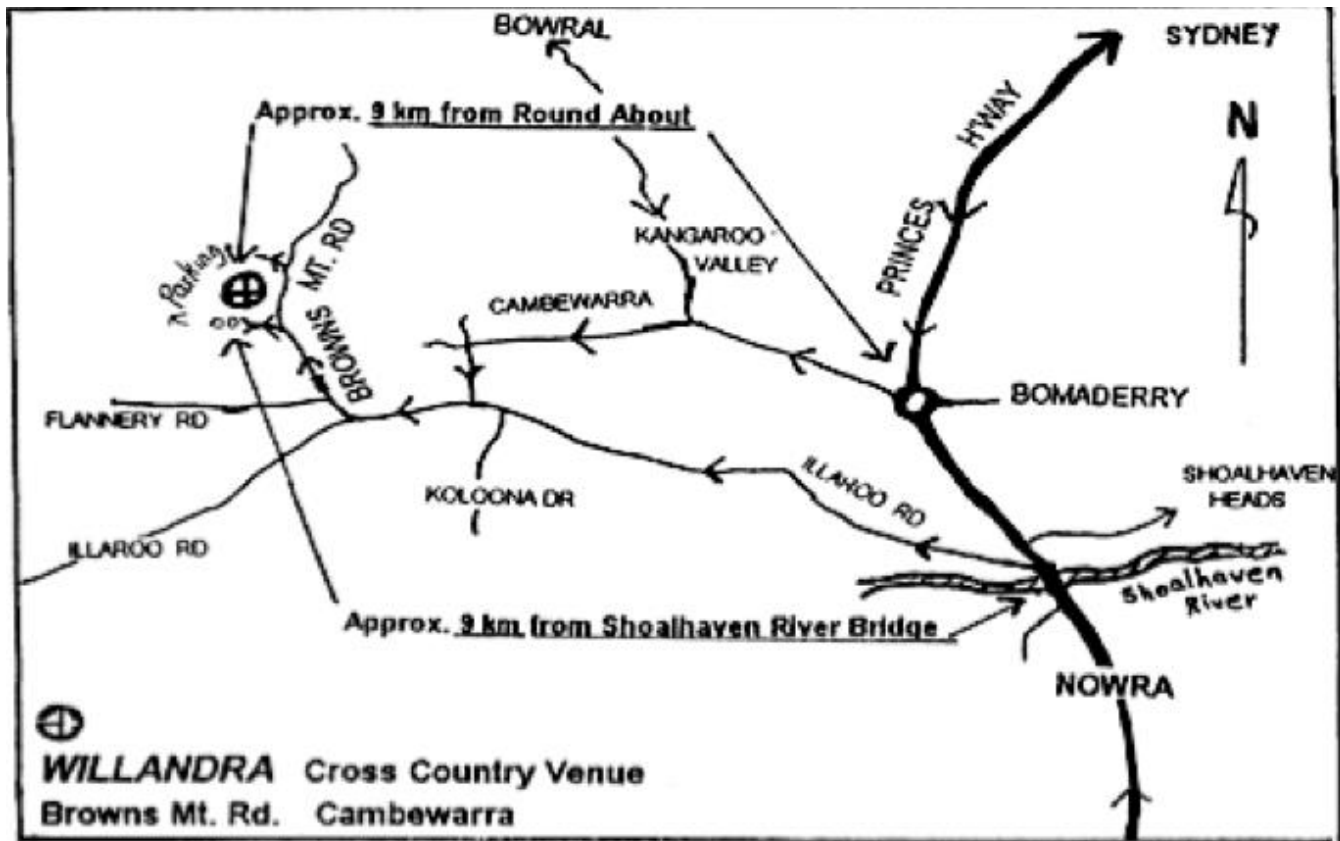 BOWRAL
SYDNEY
Approx. 9 km from Round About
N
H'WAY
PRINCES
KANGAROO
VALLEY
Parking
BROWNS MT. RD
CAMBEWARRA
BOMADERRY
FLANNERY RD
KOLOONA DR
ILLAROO RD
SHOALHAVEN
HEADS
ILLAROO RD
Shoalhaven
River
Approx. 9 km from Shoalhaven River Bridge
NOWRA
WILLANDRA Cross Country Venue
Browns Mt. Rd. Cambewarra